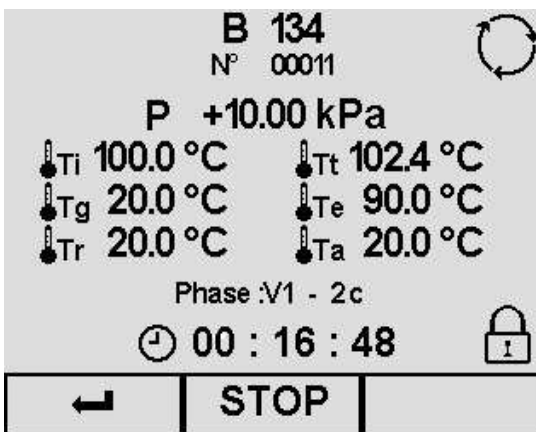 B 134
N° 00011
P +10.00 kPa
Ti 100.0 °C Tt 102.4 °C
Tg 20.0 °C Te 90.0 °C
Tr 20.0 °C Ta 20.0 °C
Phase :V1 - 2c
00 : 16 : 48
I
STOP